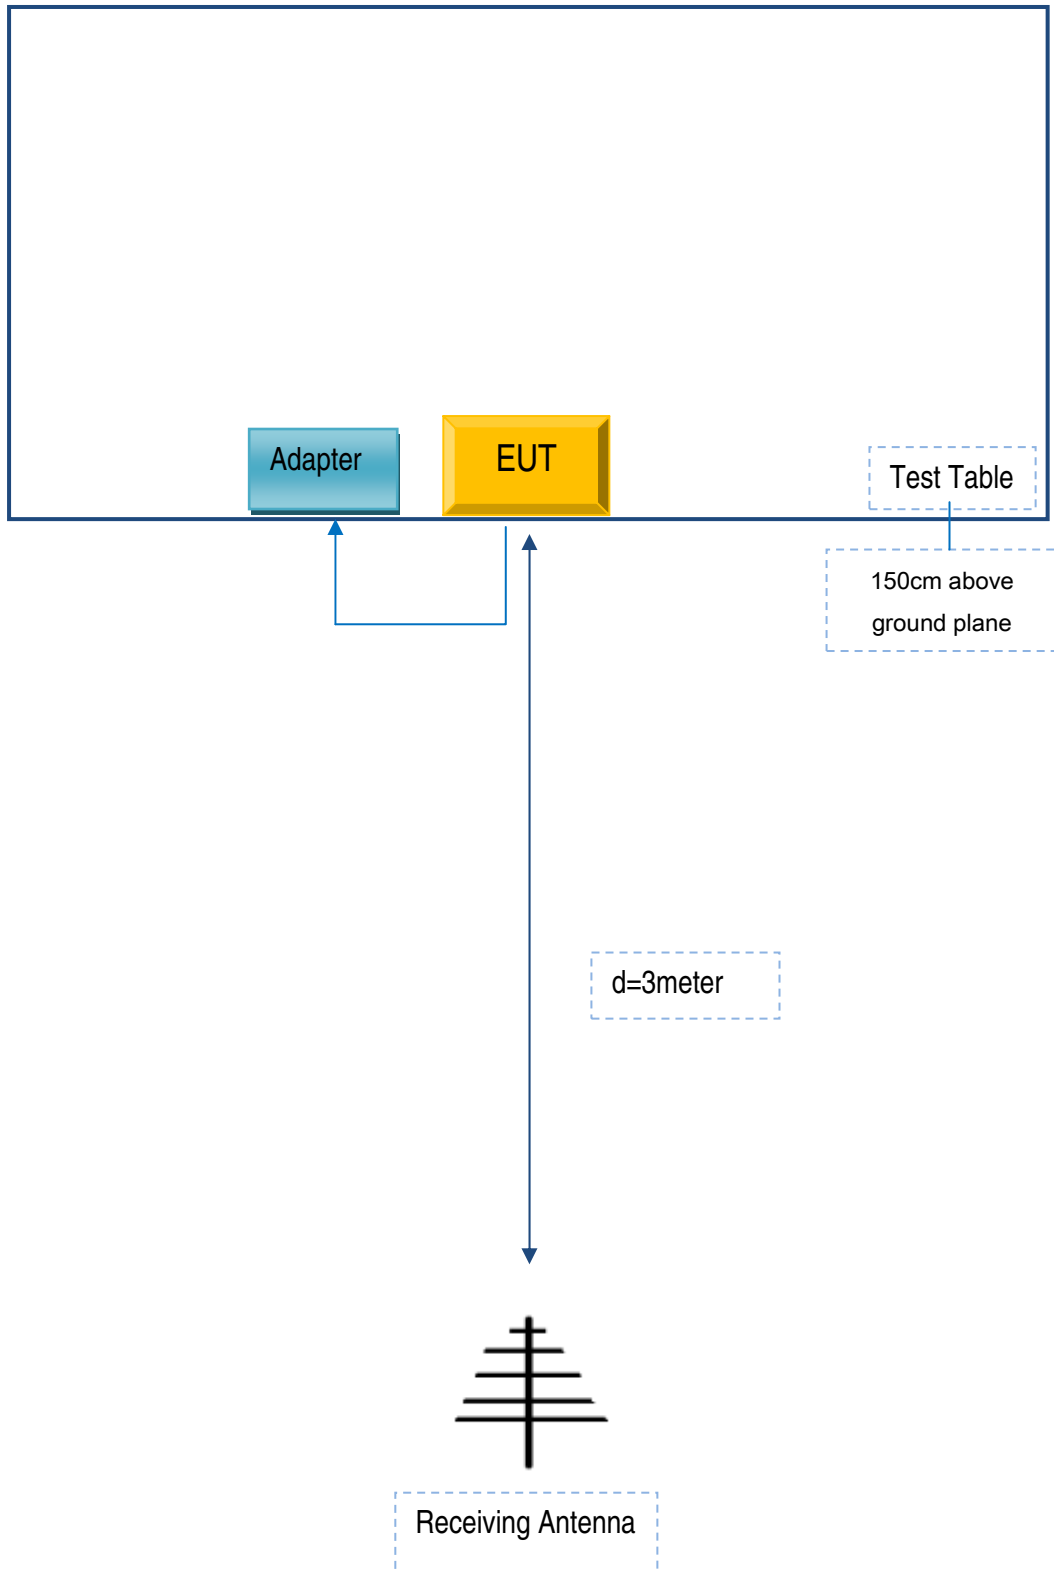 Adapter
EUT
Test Table
150cm above
ground plane
d=3meter
Receiving Antenna